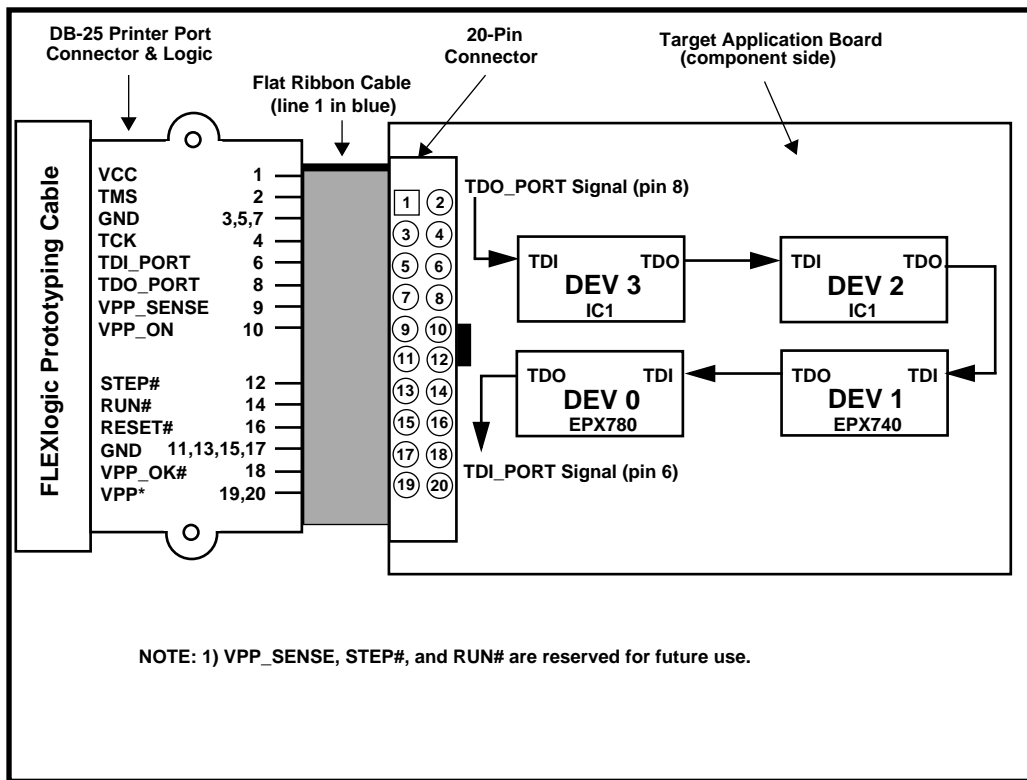 DB-25 Printer Port
Connector & Logic
20-Pin
Connector
Target Application Board
(component side)
Flat Ribbon Cable
(line 1 in blue)
FLEXlogic Prototyping Cable
VCC 1
TMS 2
GND 3,5,7
TCK 4
TDI_PORT 6
TDO_PORT 8
VPP_SENSE 9
VPP_ON 10
STEP# 12
RUN# 14
RESET# 16
GND 11,13,15,17
VPP_OK# 18
VPP* 19,20
1 2
3 4
5 6
7 8
9 10
11 12
13 14
15 16
17 18
19 20
TDO_PORT Signal (pin 8)
TDI TDO
DEV 3
IC1
TDI TDO
DEV 2
IC1
TDO TDI
DEV 0
EPX780
TDO TDI
DEV 1
EPX740
TDI_PORT Signal (pin 6)
NOTE: 1) VPP_SENSE, STEP#, and RUN# are reserved for future use.